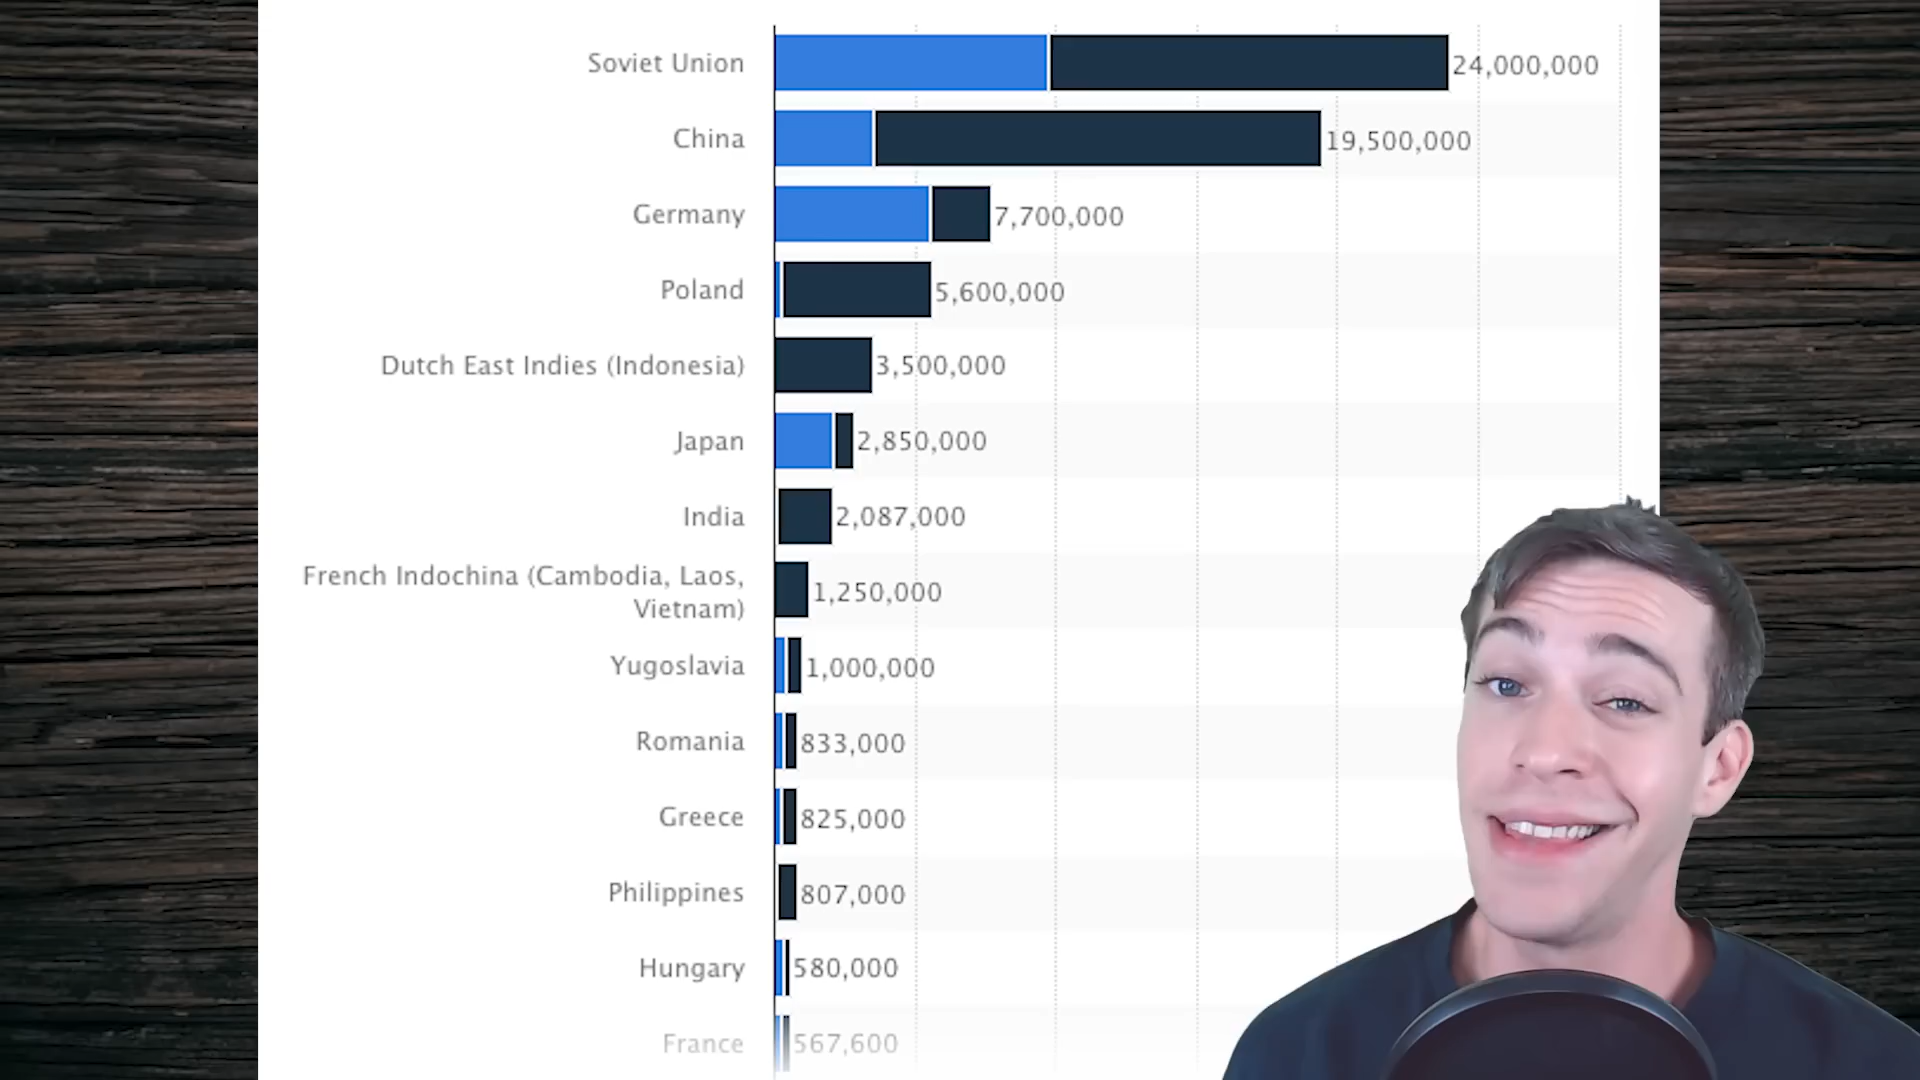 Soviet Union 24,000,000
China 19,500,000
Germany 7,700,000
Poland 5,600,000
Dutch East Indies (Indonesia) 3,500,000
Japan 2,850,000
India 2,087,000
French Indochina (Cambodia, Laos,
Vietnam) 1,250,000
Yugoslavia 1,000,000
Romania 833,000
Greece 825,000
Philippines 807,000
Hungary 580,000
France 567,600